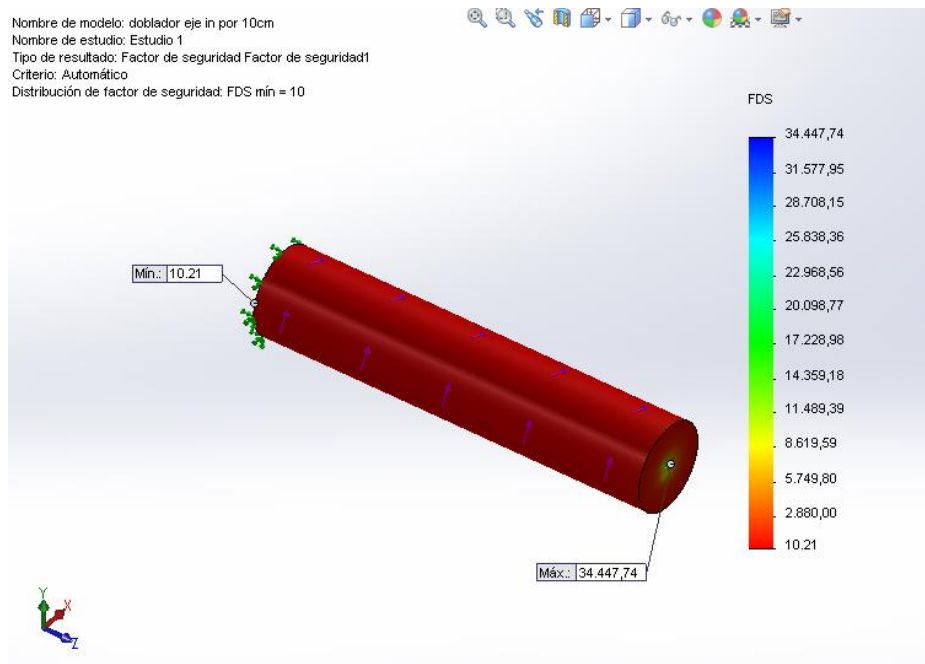 Nombre de modelo: doblador eje in por 10cm
Nombre de estudio: Estudio 1
Tipo de resultado: Factor de seguridad Factor de seguridad1
Criterio: Automático
Distribución de factor de seguridad: FDS mín = 10
FDS
34.447,74
31.577,95
28.708,15
25.838,36
22.968,56
20.098,77
17.228,98
14.359,18
11.489,39
8.619,59
5.749,80
2.880,00
10.21
Mín.: 10.21
Máx.: 34.447,74
Y
X
Z